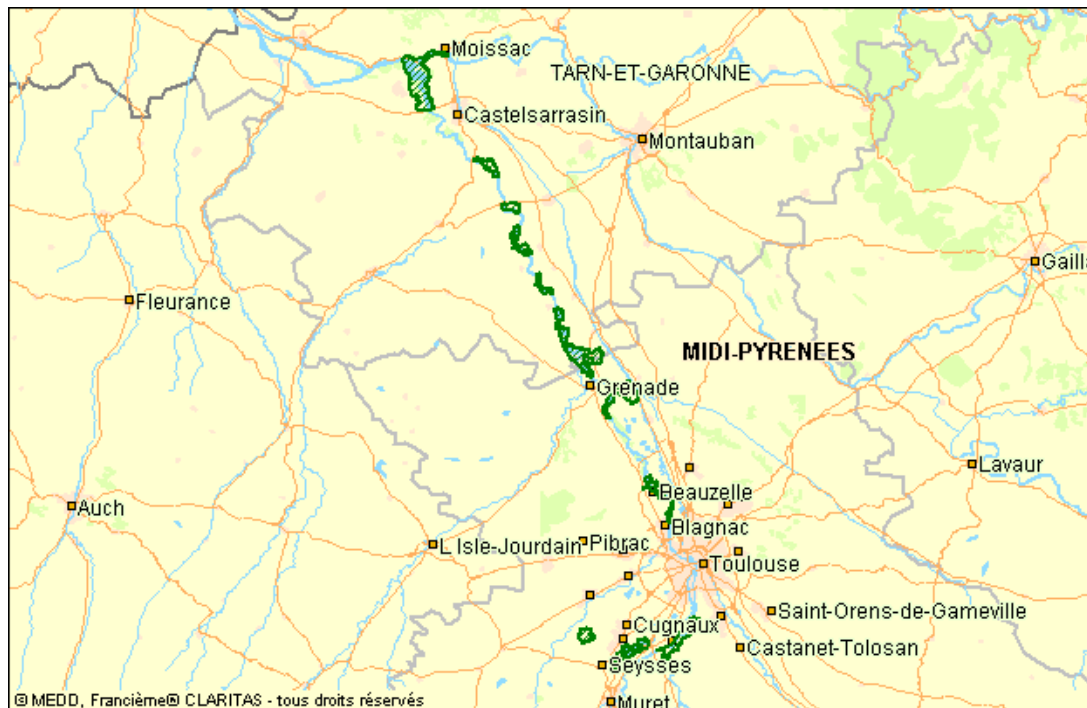 Moissac
TARN-ET-GARONNE
Castelsarrasin
Montauban
Gailla
Fleurance
MIDI-PYRENEES
Grenade
Lavaur
Beauzelle
Auch
Blagnac
L Isle-Jourdain
Pibrac
Toulouse
Saint-Orens-de-Gameville
Cugnaux
Castanet-Tolosan
Seysses
Muret
© MEDD, Francième® CLARITAS - tous droits réservés